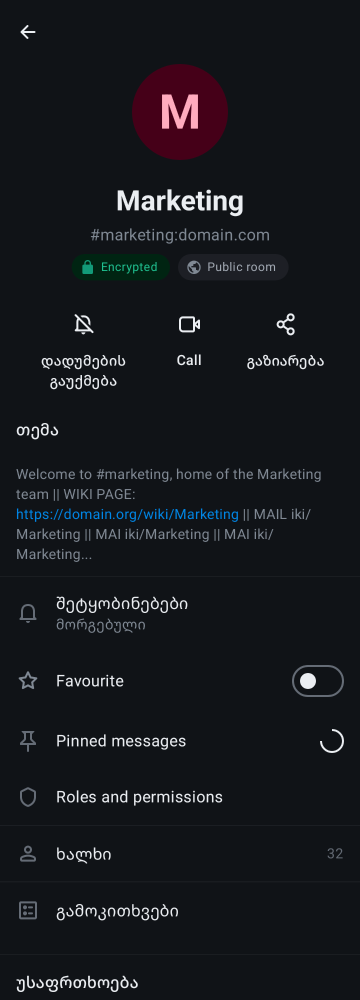 M
Marketing
#marketing:domain.com
Encrypted
Public room
დადუმების
გაუქმება
Call
გაზიარება
თემა
Welcome to #marketing, home of the Marketing
team || WIKI PAGE:
https://domain.org/wiki/Marketing || MAIL iki/
Marketing || MAI iki/Marketing || MAI iki/
Marketing...
შეტყობინებები
მორგებული
Favourite
Pinned messages
Roles and permissions
ხალხი
32
გამოკითხვები
უსაფრთხოება